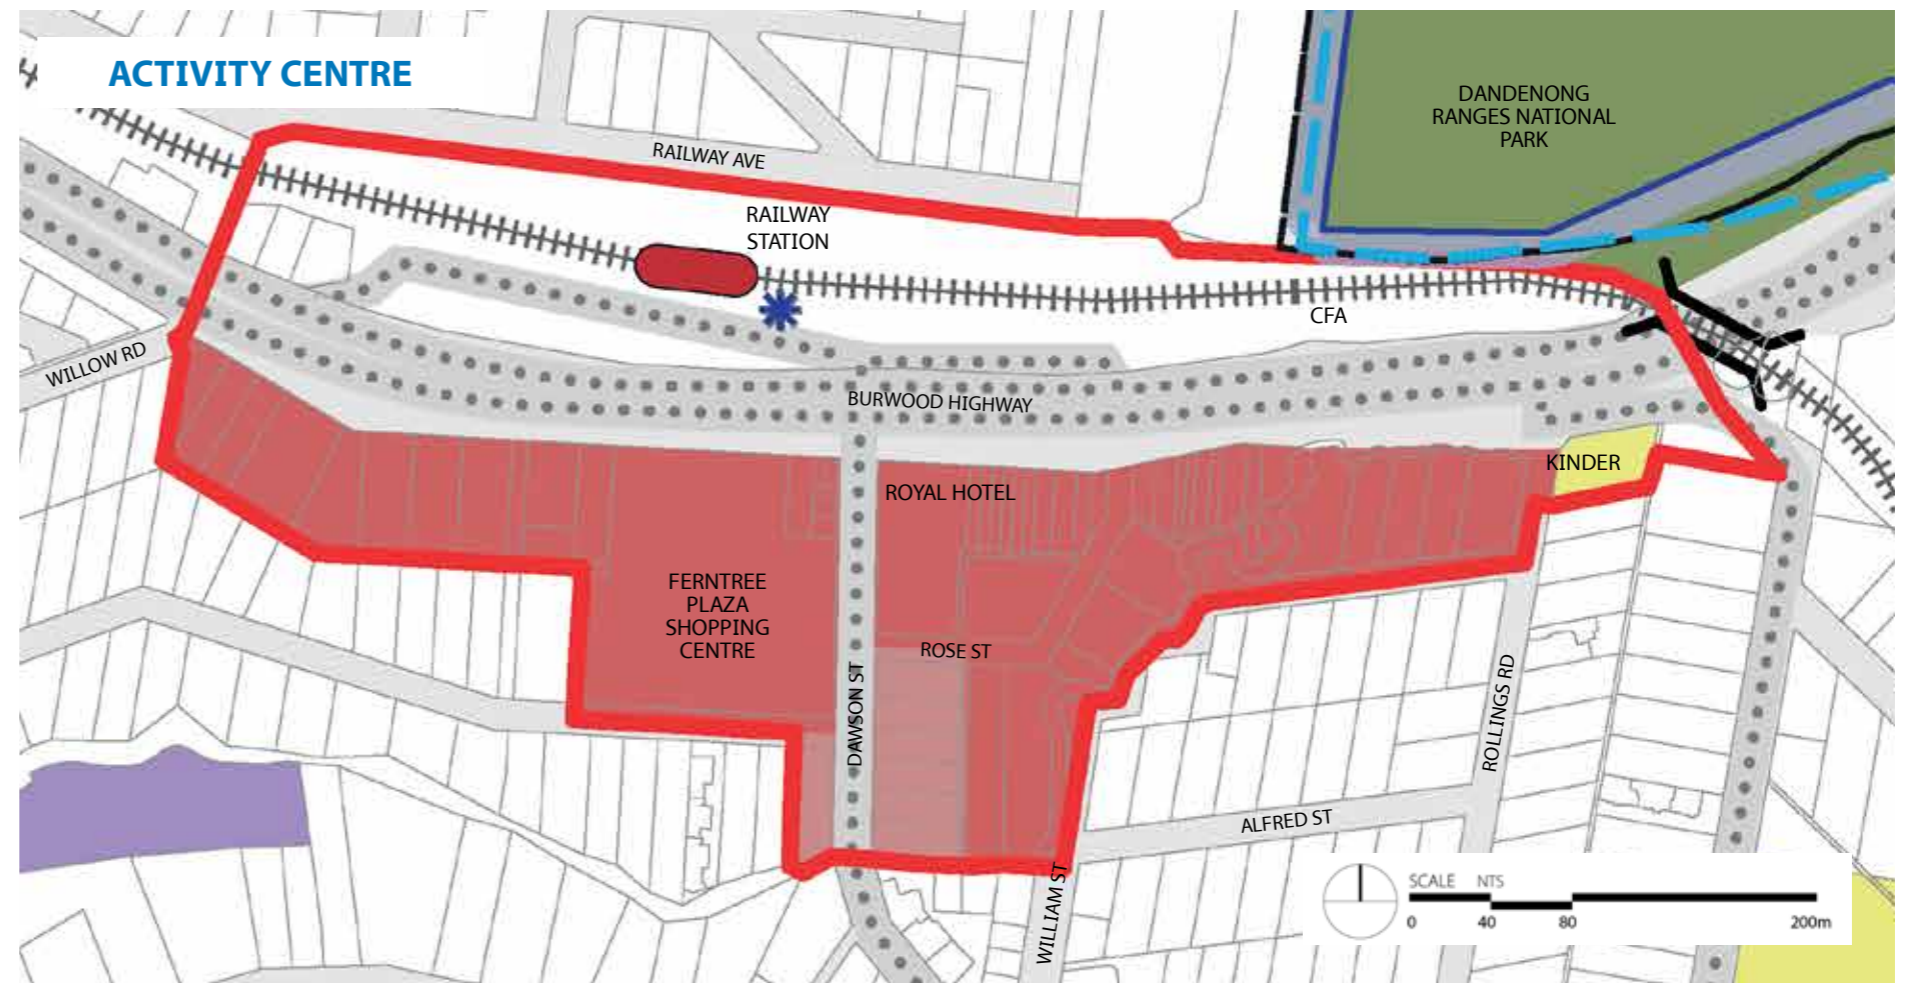 ACTIVITY CENTRE
DANDENONG
RANGES NATIONAL
PARK
RAILWAY AVE
RAILWAY
STATION
CFA
WILLOW RD
BURWOOD HIGHWAY
KINDER
ROYAL HOTEL
FERNTREE
PLAZA
SHOPPING
CENTRE
ROSE ST
DAWSON ST
ROLLINGS RD
ALFRED ST
WILLIAM ST
SCALE NTS
0 40 80 200m